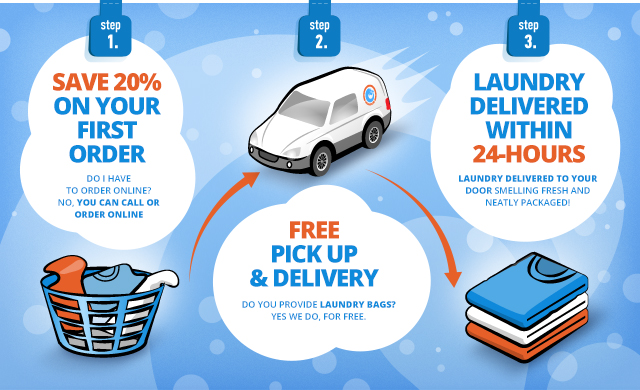 step
1.
SAVE 20%
ON YOUR
FIRST
ORDER
DO I HAVE
TO ORDER ONLINE?
NO, YOU CAN CALL OR
ORDER ONLINE
step
2.
FREE
PICK UP
& DELIVERY
DO YOU PROVIDE LAUNDRY BAGS?
YES WE DO, FOR FREE.
step
3.
LAUNDRY
DELIVERED
WITHIN
24-HOURS
LAUNDRY DELIVERED TO YOUR
DOOR SMELLING FRESH AND
NEATLY PACKAGED!